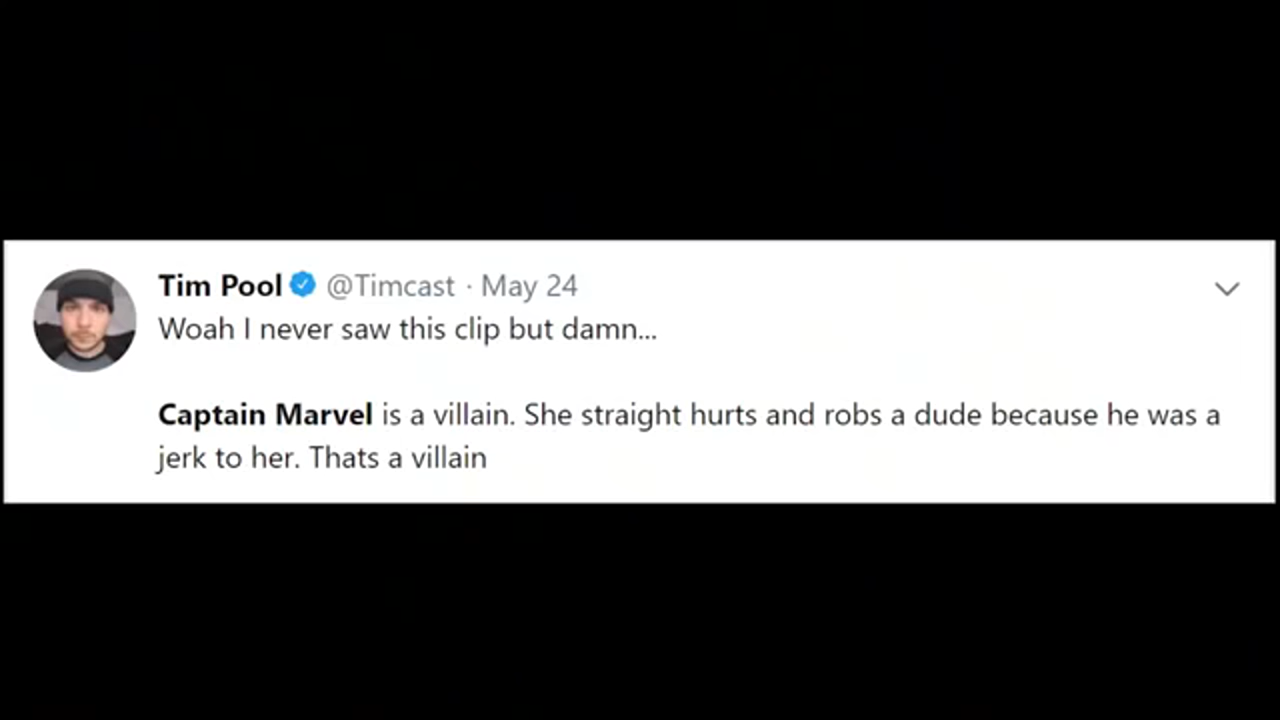 Tim Pool @Timcast · May 24
Woah I never saw this clip but damn...
Captain Marvel is a villain. She straight hurts and robs a dude because he was a
jerk to her. Thats a villain